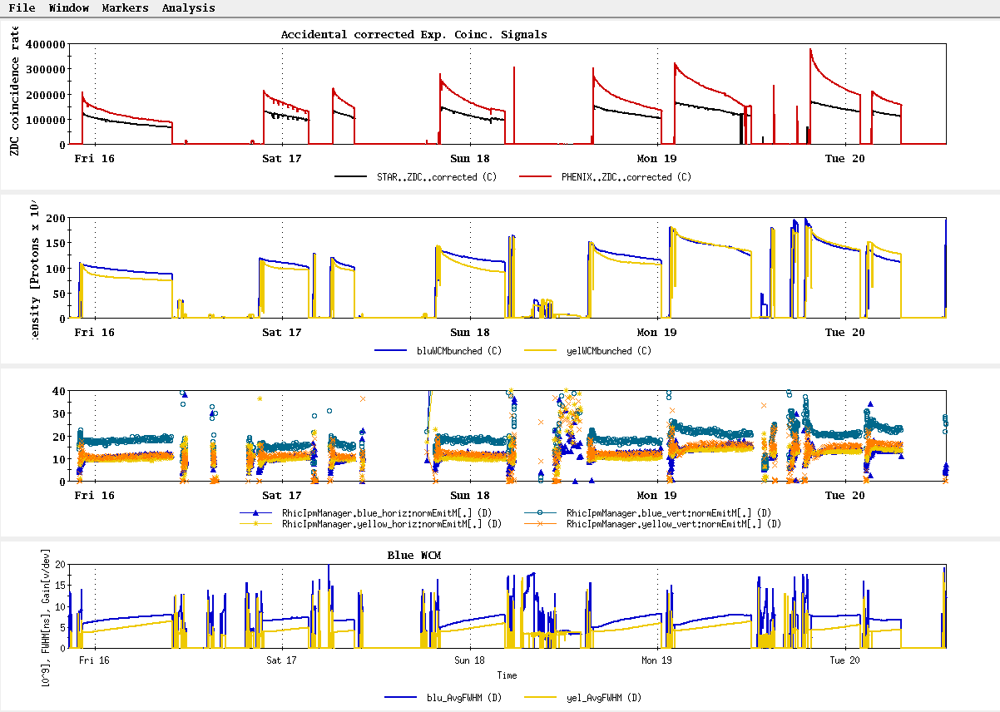 File Window Markers Analysis
Accidental corrected Exp. Coinc. Signals
ZDC coincidence rate
400000
300000
200000
100000
0
Fri 16 Sat 17 Sun 18 Mon 19 Tue 20
STAR..ZDC..corrected (C) PHENIX..ZDC..corrected (C)
[Protons x
200
150
100
50
0
Fri 16 Sat 17 Sun 18 Mon 19 Tue 20
bluWCMbunched (C) yelWCMbunched (C)
40
30
20
10
0
Fri 16 Sat 17 Sun 18 Mon 19 Tue 20
RhicIpmManager.blue_horiz:normEmitM[.] (D) RhicIpmManager.blue_vert:normEmitM[.] (D)
RhicIpmManager.yellow_horiz:normEmitM[.] (D) RhicIpmManager.yellow_vert:normEmitM[.] (D)
Blue WCM
FWHM[ns], Gain[v/dev]
20
15
10
5
0
Fri 16 Sat 17 Sun 18 Mon 19 Tue 20
Time
blu_AvgFWHM (D) yel_AvgFWHM (D)